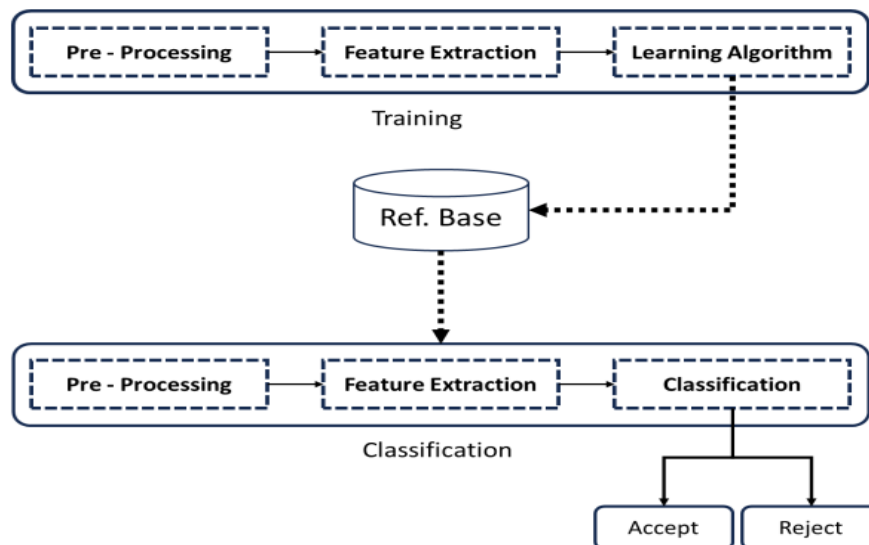 Pre - Processing
Feature Extraction
Learning Algorithm
Training
Ref. Base
Pre - Processing
Feature Extraction
Classification
Classification
Accept
Reject